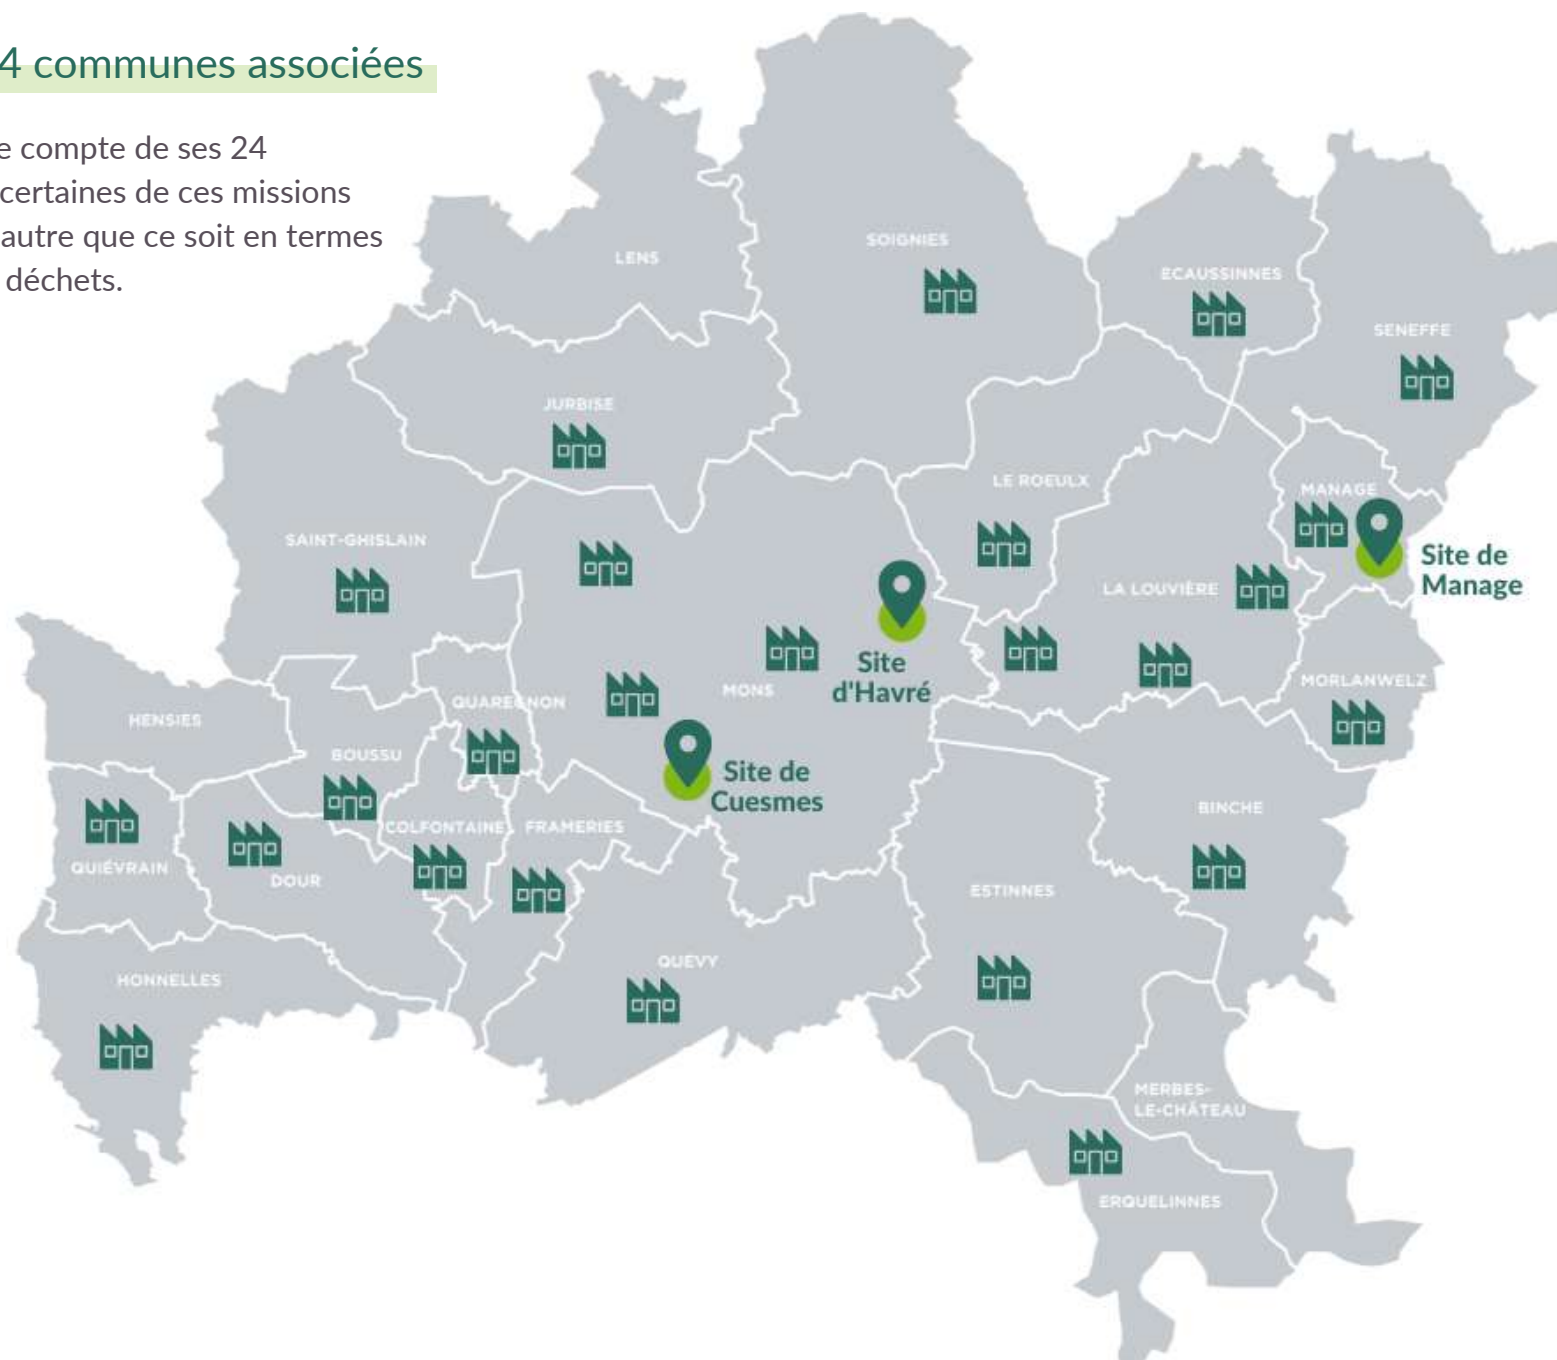 4 communes associées
e compte de ses 24
certaines de ces missions
autre que ce soit en termes
déchets.
LENS
SOIGNIES
ECAUSSINNES
SENEFFE
JURBISE
LE ROEULX
MANAGE
SAINT-GHISLAIN
Site de
Manage
LA LOUVIÈRE
Site
d'Havré
MONS
MORLANWELZ
QUAREGNON
HENSIES
BOUSSU
Site de
Cuesmes
BINCHE
COLFONTAINE
FRAMERIES
QUIÉVRAIN
DOUR
ESTINNES
QUEVY
HONNELLES
MERBES-
LE-CHÂTEAU
ERQUELINNES